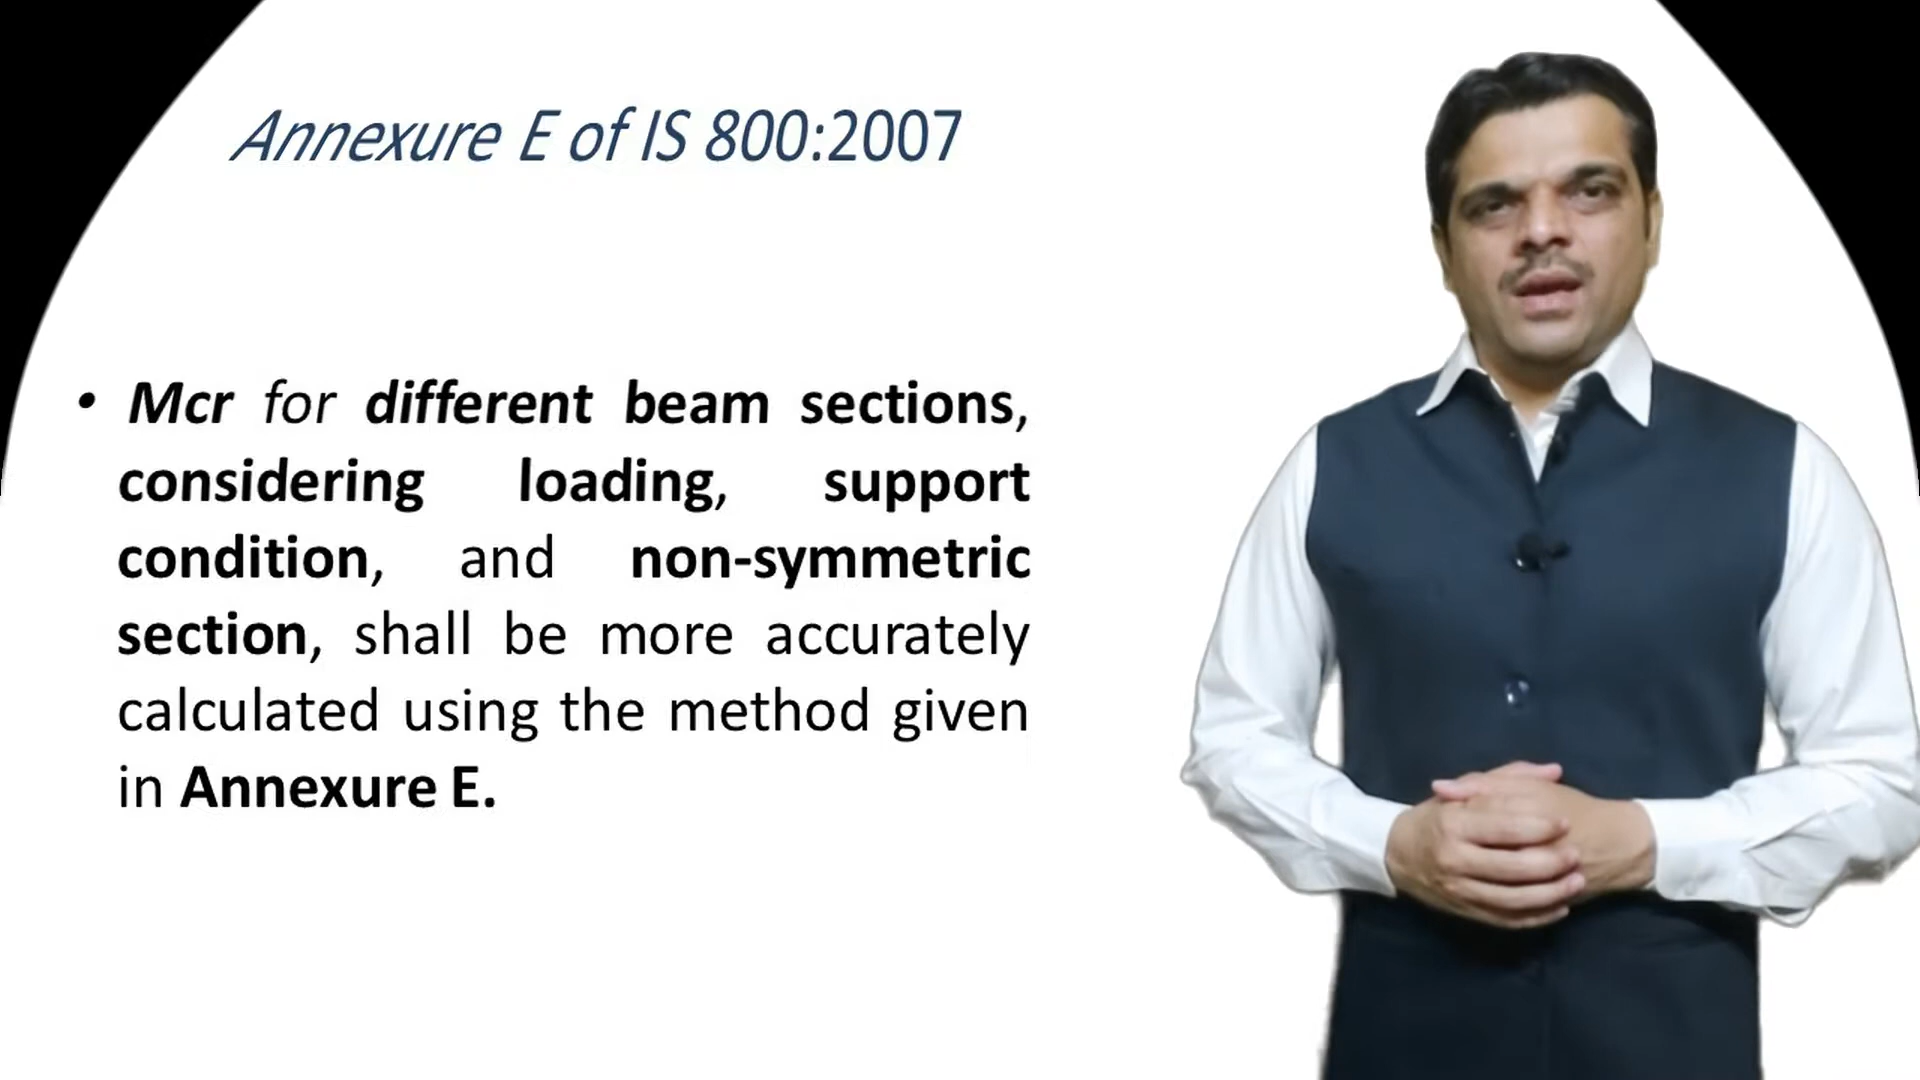 Annexure E of IS 800:2007
• Mcr for different beam sections,
considering loading, support
condition, and non-symmetric
section, shall be more accurately
calculated using the method given
in Annexure E.